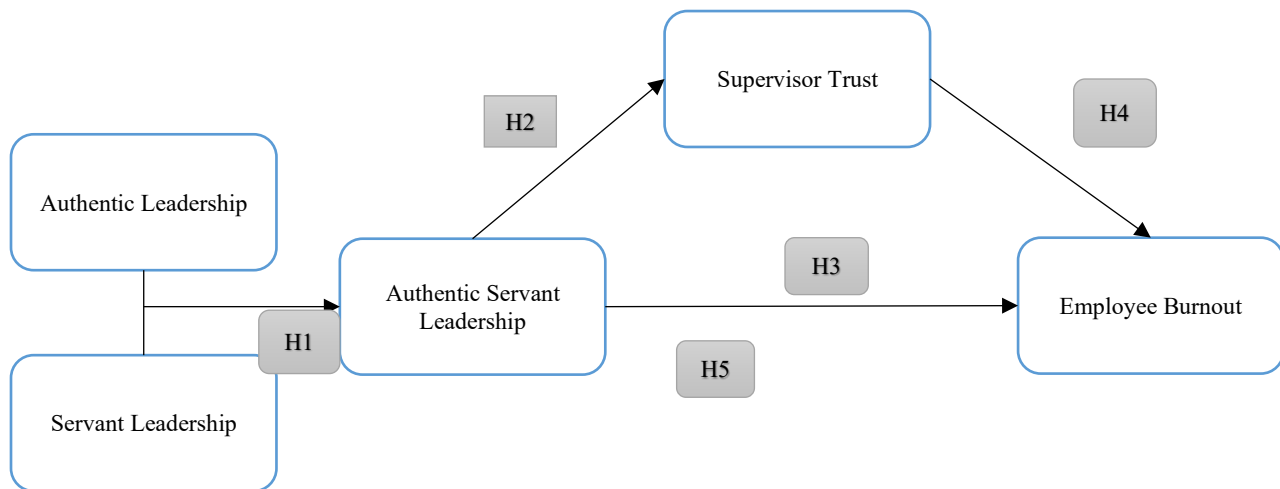 Supervisor Trust
H4
H2
Authentic Leadership
H3
Authentic Servant
Leadership
Employee Burnout
H1
H5
Servant Leadership